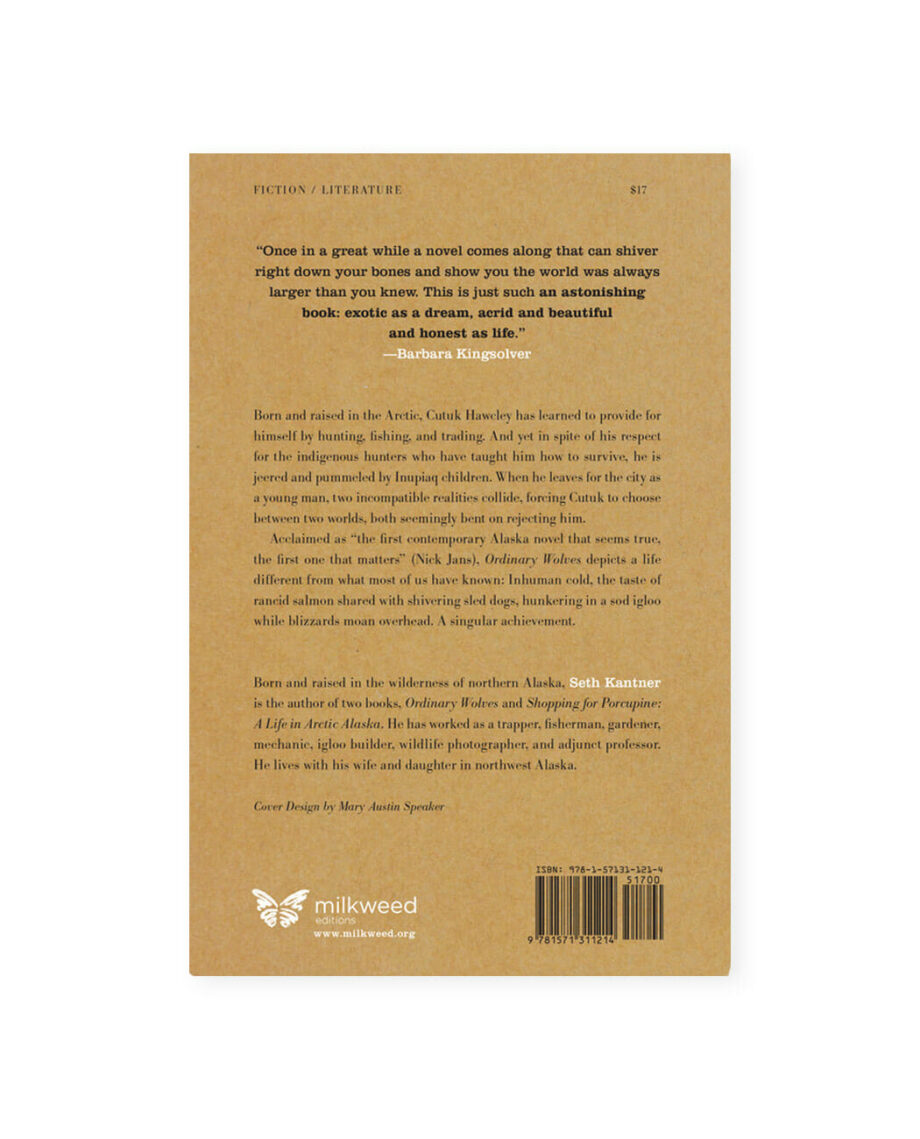 FICTION / LITERATURE $17
“Once in a great while a novel comes along that can shiver
right down your bones and show you the world was always
larger than you knew. This is just such an astonishing
book: exotic as a dream, acrid and beautiful
and honest as life.”
—Barbara Kingsolver
Born and raised in the Arctic, Cutuk Hawcley has learned to provide for
himself by hunting, fishing, and trading. And yet in spite of his respect
for the indigenous hunters who have taught him how to survive, he is
jeered and pummeled by Inupiaq children. When he leaves for the city as
a young man, two incompatible realities collide, forcing Cutuk to choose
between two worlds, both seemingly bent on rejecting him.
Acclaimed as “the first contemporary Alaska novel that seems true,
the first one that matters” (Nick Jans), Ordinary Wolves depicts a life
different from what most of us have known: Inhuman cold, the taste of
rancid salmon shared with shivering sled dogs, hunkering in a sod igloo
while blizzards moan overhead. A singular achievement.
Born and raised in the wilderness of northern Alaska, Seth Kantner
is the author of two books, Ordinary Wolves and Shopping for Porcupine:
A Life in Arctic Alaska. He has worked as a trapper, fisherman, gardener,
mechanic, igloo builder, wildlife photographer, and adjunct professor.
He lives with his wife and daughter in northwest Alaska.
Cover Design by Mary Austin Speaker
milkweed
editions
www.milkweed.org
ISBN: 978-1-57131-121-4
51700
9 781571 311214